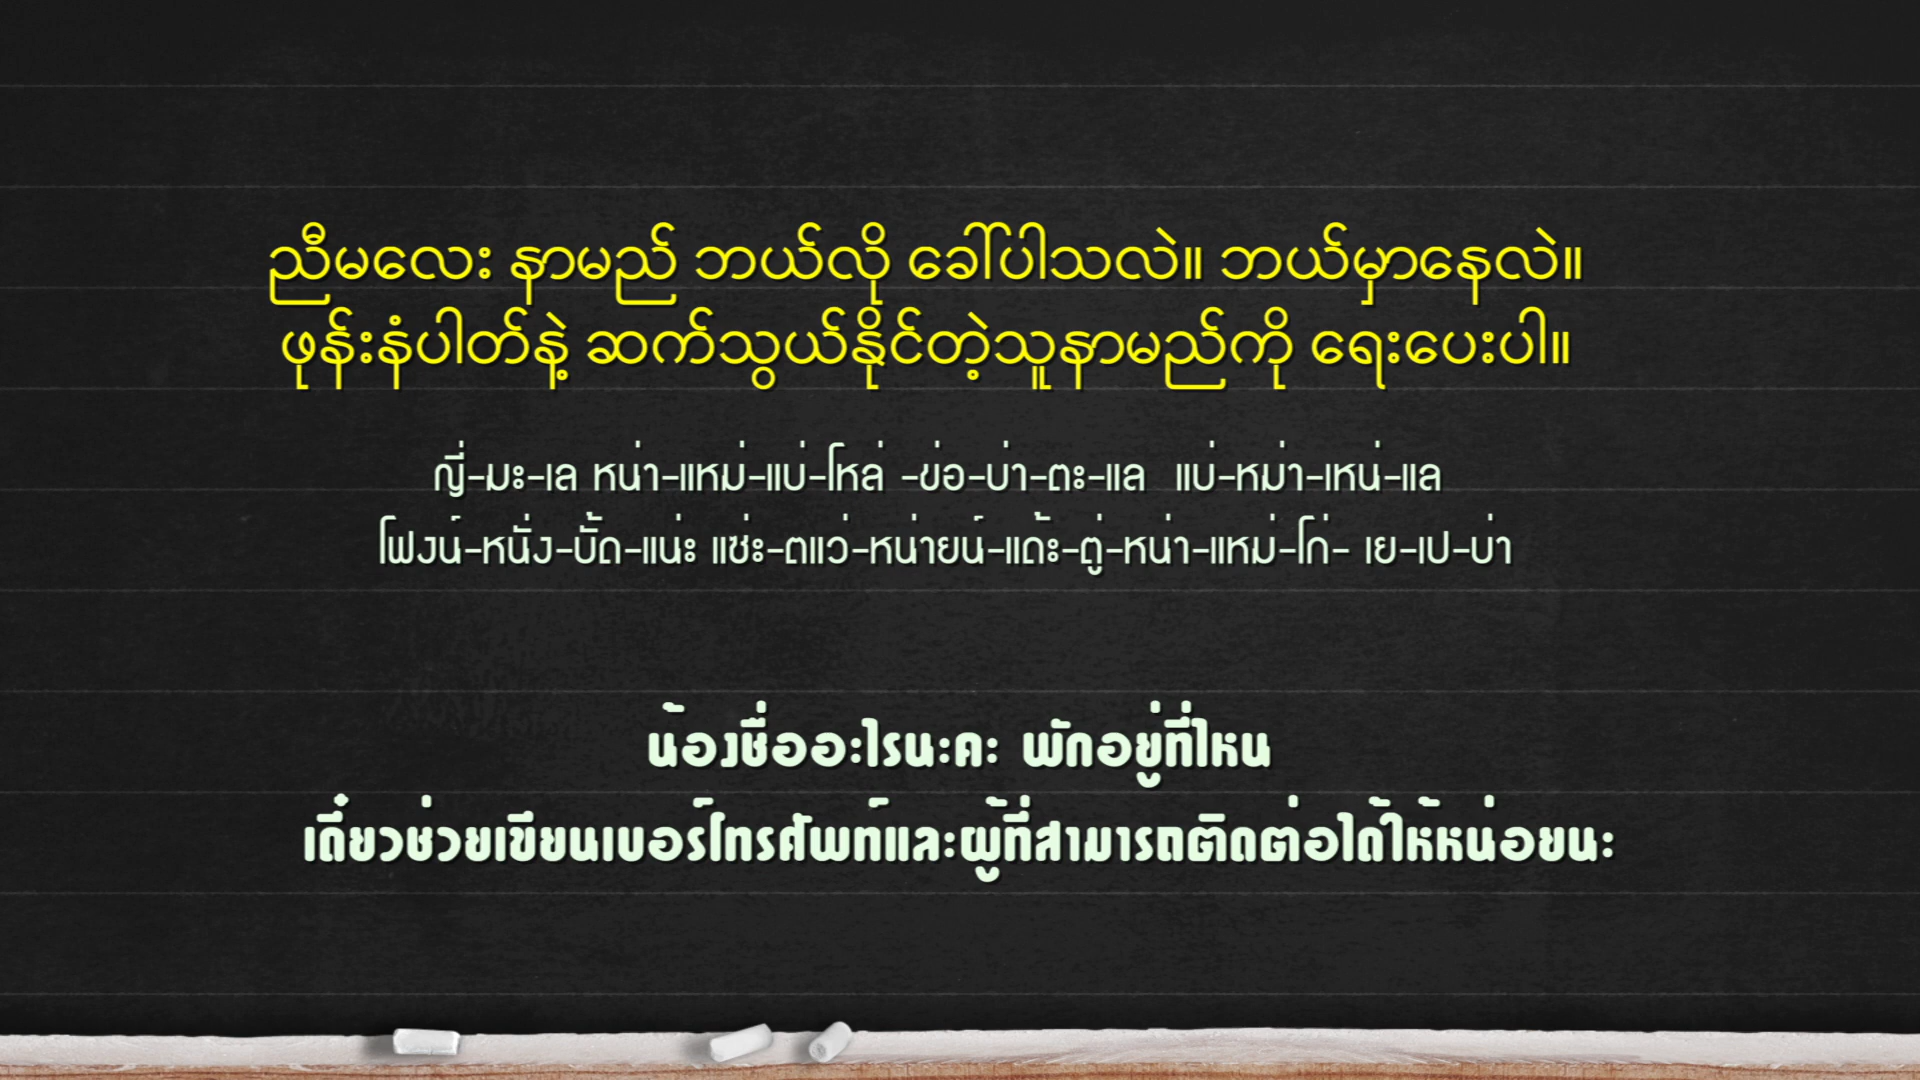 ညီမလေး နာမည် ဘယ်လို ခေါ်ပါသလဲ။ ဘယ်မှာနေလဲ။
ဖုန်းနံပါတ်နဲ့ ဆက်သွယ်နိုင်တဲ့သူနာမည်ကို ရေးပေးပါ။
ญี่-มะ-เล หน่า-แหม่-แบ่-โหล่ -ข่อ-บ่า-ตะ-แล แบ่-หม่า-เหน่-แล
โฟงน์-หนั่ง-บั้ด-แน่ะ แซ่ะ-ตแว่-หน่ายน์-แด้ะ-ตู่-หน่า-แหม่-โก่- เย-เป-บ่า
น้องชื่ออะไรนะคะ พักอยู่ที่ไหน
เดี๋ยวช่วยเขียนเบอร์โทรศัพท์และผู้ที่สามารถติดต่อได้ให้หน่อยนะ